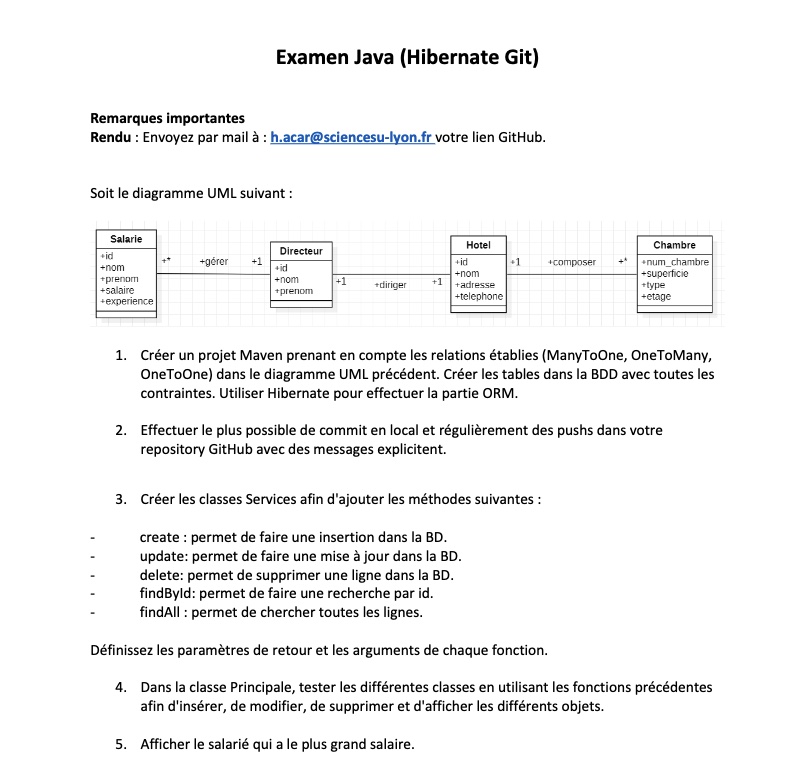 Examen Java (Hibernate Git)
Remarques importantes
Rendu : Envoyez par mail à : h.acar@sciencesu-lyon.fr votre lien GitHub.
Soit le diagramme UML suivant :
Salarie
+id
+nom
+prenom
+salaire
+experience
+*
+gérer
+1
Directeur
+id
+nom
+prenom
+1
+diriger
+1
Hotel
+id
+nom
+adresse
+telephone
+1
+composer
+*
Chambre
+num_chambre
+superficie
+type
+etage
1. Créer un projet Maven prenant en compte les relations établies (ManyToOne, OneToMany,
OneToOne) dans le diagramme UML précédent. Créer les tables dans la BDD avec toutes les
contraintes. Utiliser Hibernate pour effectuer la partie ORM.
2. Effectuer le plus possible de commit en local et régulièrement des pushs dans votre
repository GitHub avec des messages explicitent.
3. Créer les classes Services afin d'ajouter les méthodes suivantes :
- create : permet de faire une insertion dans la BD.
- update: permet de faire une mise à jour dans la BD.
- delete: permet de supprimer une ligne dans la BD.
- findById: permet de faire une recherche par id.
- findAll : permet de chercher toutes les lignes.
Définissez les paramètres de retour et les arguments de chaque fonction.
4. Dans la classe Principale, tester les différentes classes en utilisant les fonctions précédentes
afin d'insérer, de modifier, de supprimer et d'afficher les différents objets.
5. Afficher le salarié qui a le plus grand salaire.